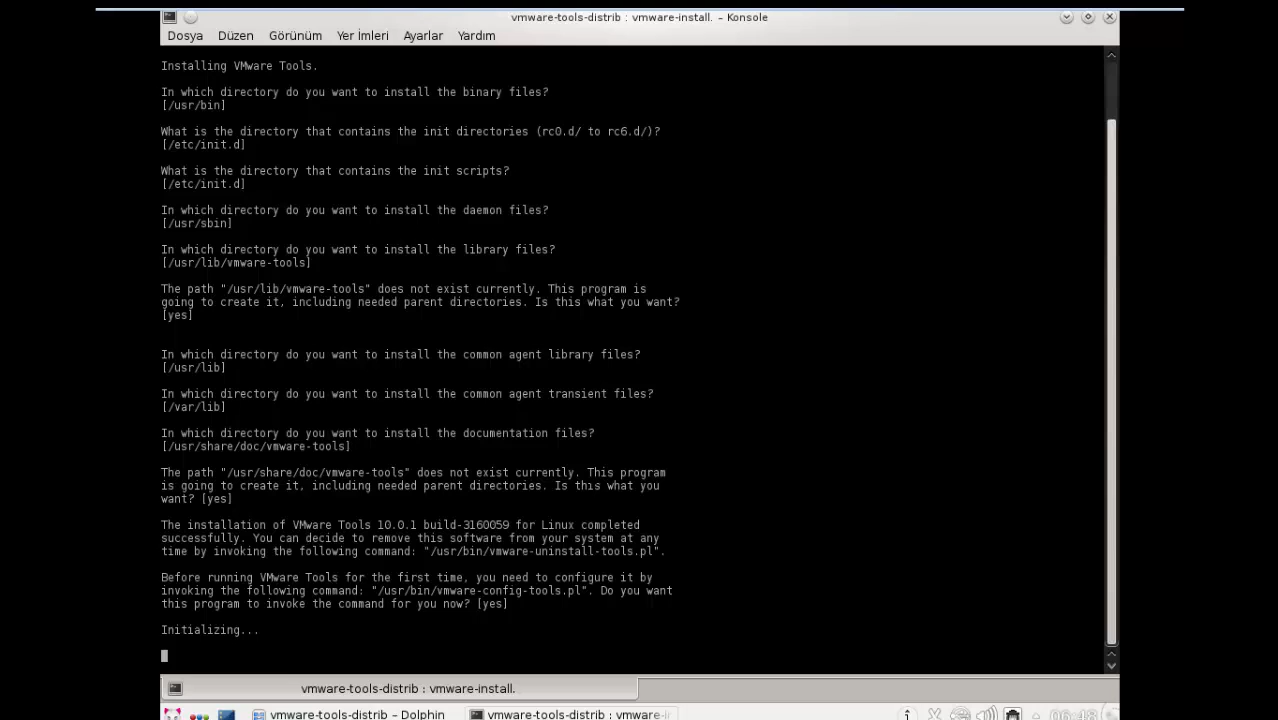 vmware-tools-distrib : vmware-install. – Konsole
Dosya Düzen Görünüm Yer İmleri Ayarlar Yardım
Installing VMware Tools.
In which directory do you want to install the binary files?
[/usr/bin]
What is the directory that contains the init directories (rc0.d/ to rc6.d/)?
[/etc/init.d]
What is the directory that contains the init scripts?
[/etc/init.d]
In which directory do you want to install the daemon files?
[/usr/sbin]
In which directory do you want to install the library files?
[/usr/lib/vmware-tools]
The path "/usr/lib/vmware-tools" does not exist currently. This program is
going to create it, including needed parent directories. Is this what you want?
[yes]
In which directory do you want to install the common agent library files?
[/usr/lib]
In which directory do you want to install the common agent transient files?
[/var/lib]
In which directory do you want to install the documentation files?
[/usr/share/doc/vmware-tools]
The path "/usr/share/doc/vmware-tools" does not exist currently. This program
is going to create it, including needed parent directories. Is this what you
want? [yes]
The installation of VMware Tools 10.0.1 build-3160059 for Linux completed
successfully. You can decide to remove this software from your system at any
time by invoking the following command: "/usr/bin/vmware-uninstall-tools.pl".
Before running VMware Tools for the first time, you need to configure it by
invoking the following command: "/usr/bin/vmware-config-tools.pl". Do you want
this program to invoke the command for you now? [yes]
Initializing...
vmware-tools-distrib : vmware-install.
vmware-tools-distrib – Dolphin vmware-tools-distrib : vmware-i 06:48